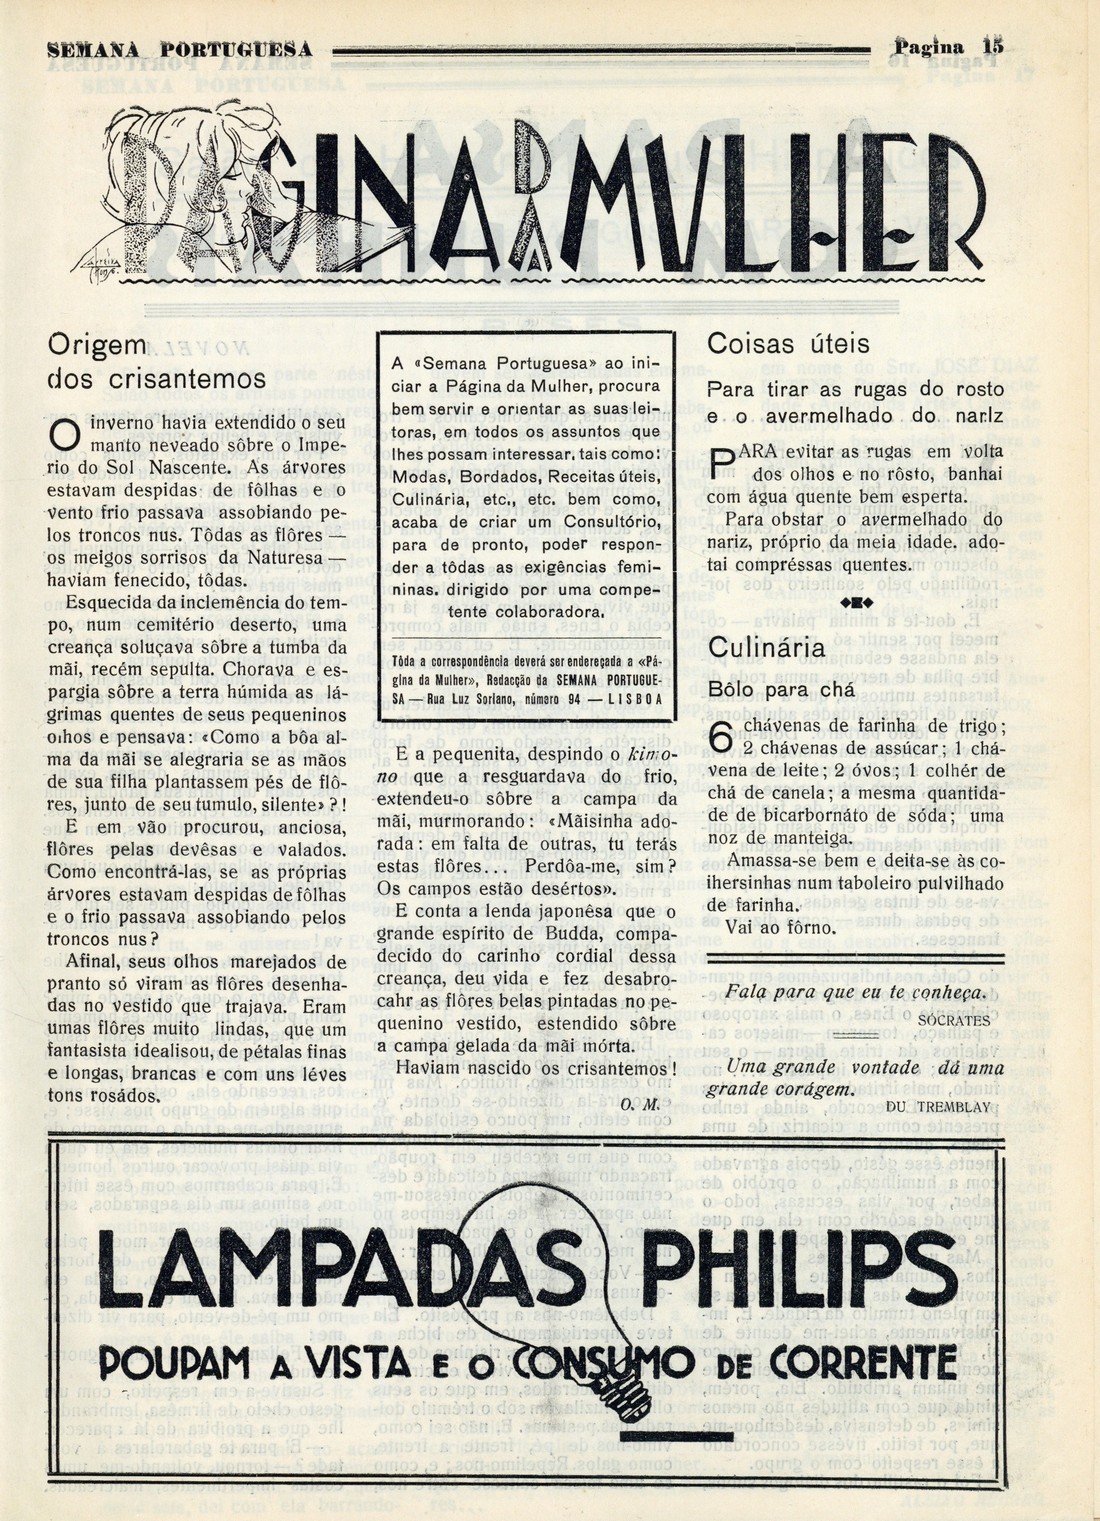 SEMANA PORTUGUESA
Pagina 15
PÁGINA DA MULHER
Origem
dos crisantemos
O inverno havia extendido o seu
manto neveado sôbre o Impe-
rio do Sol Nascente. As árvores
estavam despidas de fôlhas e o
vento frio passava assobiando pe-
los troncos nus. Tôdas as flôres —
os meigos sorrisos da Naturesa —
haviam fenecido, tôdas.
Esquecida da inclemência do tem-
po, num cemitério deserto, uma
creança soluçava sôbre a tumba da
mãi, recém sepulta. Chorava e es-
pargia sôbre a terra húmida as lá-
grimas quentes de seus pequeninos
olhos e pensava: «Como a bôa al-
ma da mãi se alegraria se as mãos
de sua filha plantassem pés de flô-
res, junto de seu tumulo, silente» ?!
E em vão procurou, anciosa,
flôres pelas devêsas e valados.
Como encontrá-las, se as próprias
árvores estavam despidas de fôlhas
e o frio passava assobiando pelos
troncos nus?
Afinal, seus olhos marejados de
pranto só viram as flôres desenha-
das no vestido que trajava. Eram
umas flôres muito lindas, que um
fantasista idealisou, de pétalas finas
e longas, brancas e com uns léves
tons rosádos.
A «Semana Portuguesa» ao ini-
ciar a Página da Mulher, procura
bem servir e orientar as suas lei-
toras, em todos os assuntos que
lhes possam interessar, tais como:
Modas, Bordados, Receitas úteis,
Culinária, etc., etc. bem como,
acaba de criar um Consultório,
para de pronto, poder respon-
der a tôdas as exigências femi-
ninas. dirigido por uma compe-
tente colaboradora.
Tôda a correspondência deverá ser endereçada a «Pá-
gina da Mulher», Redacção da SEMANA PORTUGUE-
SA — Rua Luz Soriano, número 94 — LISBOA
E a pequenita, despindo o kimo-
no que a resguardava do frio,
extendeu-o sôbre a campa da
mãi, murmorando: «Mãisinha ado-
rada: em falta de outras, tu terás
estas flôres... Perdôa-me, sim?
Os campos estão desértos».
E conta a lenda japonêsa que o
grande espírito de Budda, compa-
decido do carinho cordial dessa
creança, deu vida e fez desabro-
cahr as flôres belas pintadas no pe-
quenino vestido, estendido sôbre
a campa gelada da mãi mórta.
Haviam nascido os crisantemos!
O. M.
Coisas úteis
Para tirar as rugas do rosto
e o avermelhado do nariz
PARA evitar as rugas em volta
dos olhos e no rôsto, banhai
com água quente bem esperta.
Para obstar o avermelhado do
nariz, próprio da meia idade. ado-
tai compréssas quentes.
Culinária
Bôlo para chá
6 chávenas de farinha de trigo;
2 chávenas de assúcar; 1 chá-
vena de leite; 2 óvos; 1 colhér de
chá de canela; a mesma quantida-
de de bicarbornáto de sóda; uma
noz de manteiga.
Amassa-se bem e deita-se às co-
ihersinhas num taboleiro pulvilhado
de farinha.
Vai ao fôrno.
Fala para que eu te conheça.
SÓCRATES
Uma grande vontade dá uma
grande corágem.
DU TREMBLAY
LAMPADAS PHILIPS
POUPAM A VISTA E O CONSUMO DE CORRENTE